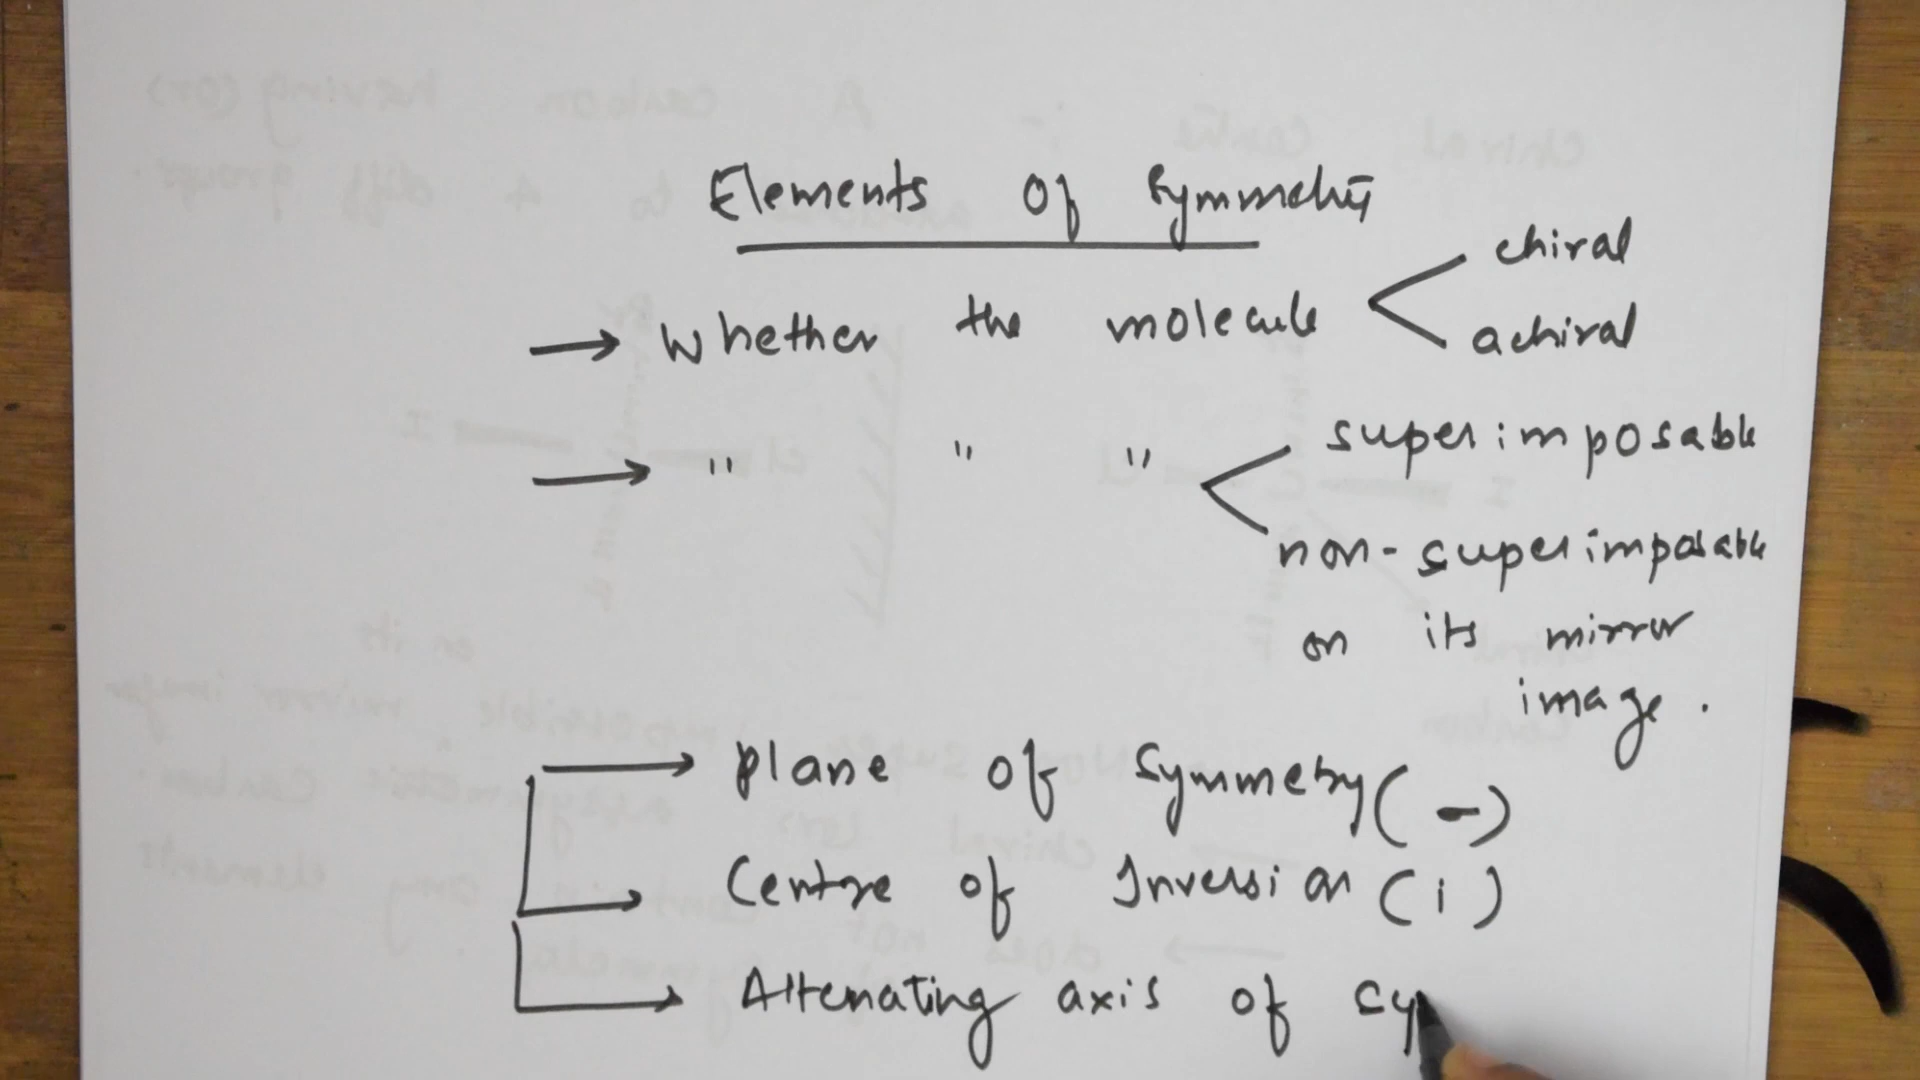 Elements of Symmetry
→ Whether the molecule < chiral
achiral
→ " " " < superimposable
non-superimposable
on its mirror
image.
→ plane of Symmetry (-)
→ Centre of Inversion (i)
→ Alternating axis of sy